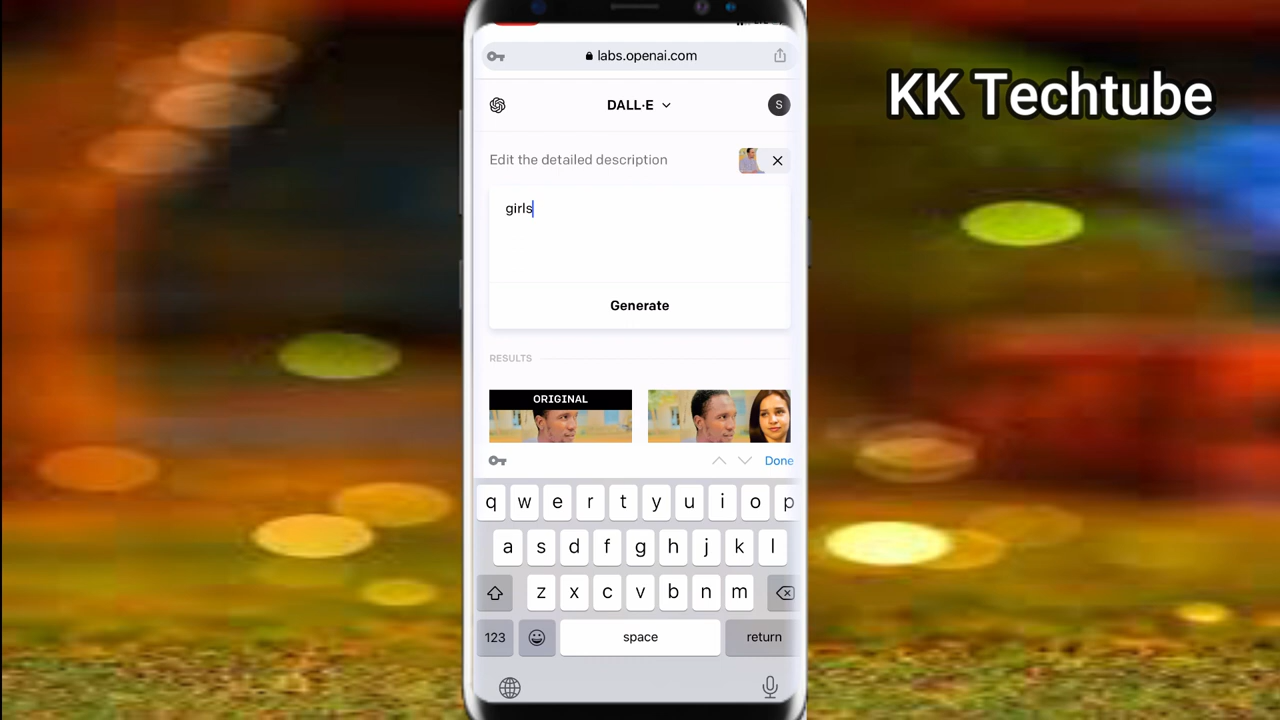 KK Techtube
labs.openai.com
DALL·E
S
Edit the detailed description
girls
Generate
RESULTS
ORIGINAL
Done
q w e r t y u i o p
a s d f g h j k l
z x c v b n m
123 space return